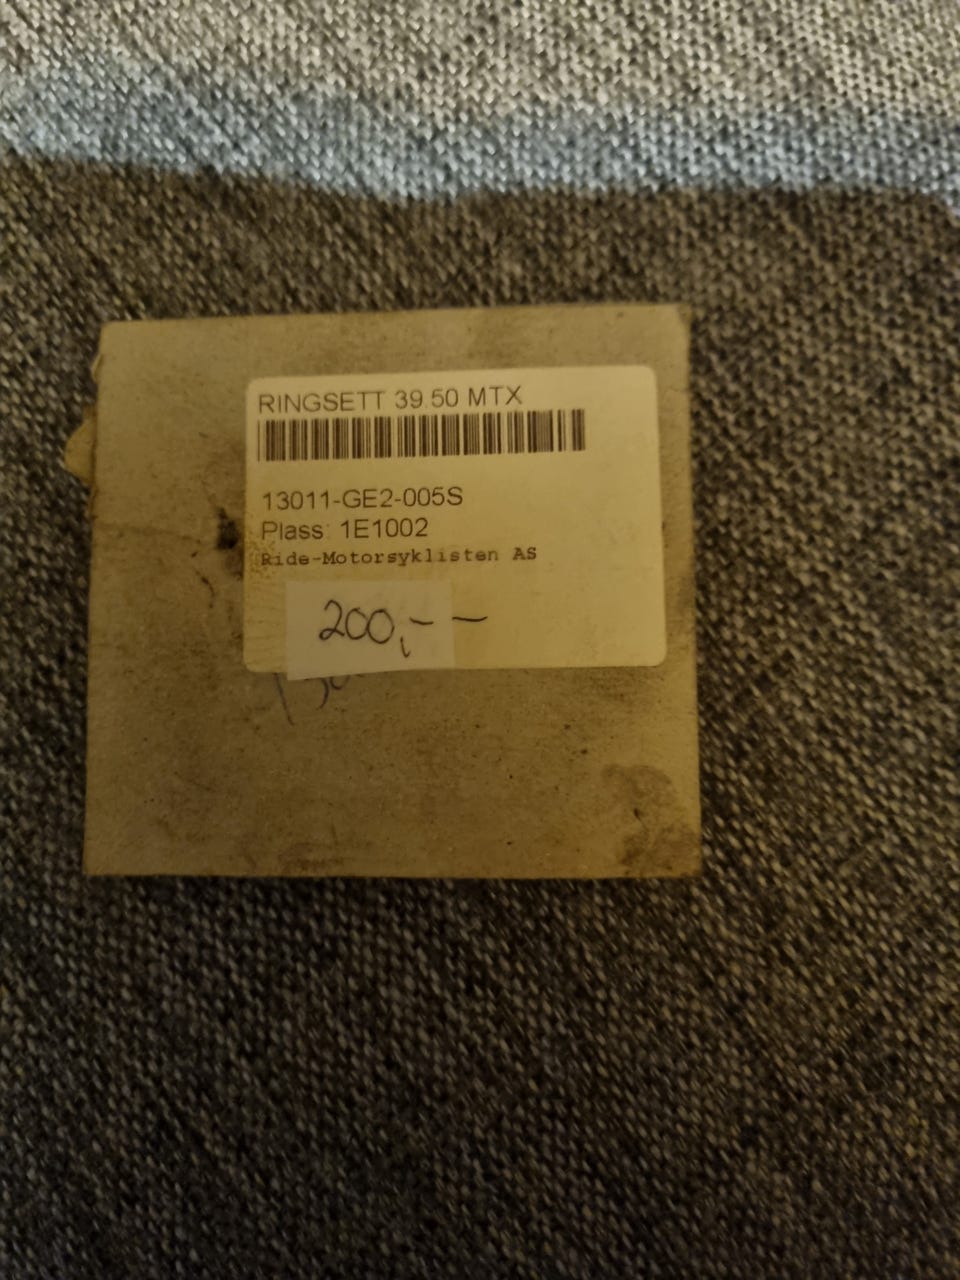 RINGSETT 39.50 MTX
13011-GE2-005S
Plass: 1E1002
Ride-Motorsyklisten AS
200,--